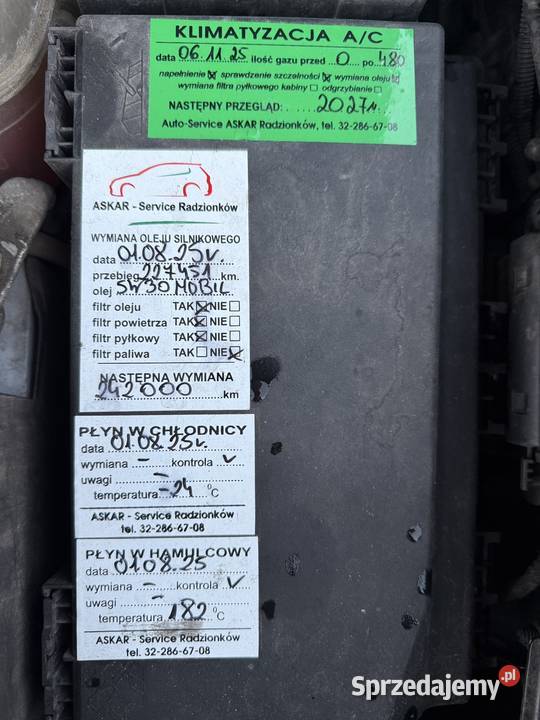 KLIMATYZACJA A/C
data 06.11.25 ilość gazu przed 0 po 480
napełnienie ☒ sprawdzenie szczelności ☒ wymiana oleju ☒
wymiana filtra pyłkowego kabiny ☐ odgrzybianie ☐
NASTĘPNY PRZEGLĄD: 2027r.
Auto-Service ASKAR Radzionków, tel. 32-286-67-08
ASKAR - Service Radzionków
WYMIANA OLEJU SILNIKOWEGO
data 01.08.25r.
przebieg 227451 km.
olej 5W30 MOBIL
filtr oleju TAK ☒ NIE ☐
filtr powietrza TAK ☒ NIE ☐
filtr pyłkowy TAK ☒ NIE ☐
filtr paliwa TAK ☐ NIE ☒
NASTĘPNA WYMIANA
242000 km
PŁYN W CHŁODNICY
data 01.08.25r.
wymiana – kontrola ✓
uwagi –
temperatura -24 °C
ASKAR - Service Radzionków
tel. 32-286-67-08
PŁYN W HAMULCOWY
data 01.08.25
wymiana – kontrola ✓
uwagi –
temperatura 182 °C
ASKAR - Service Radzionków
tel. 32-286-67-08
Sprzedajemy.pl